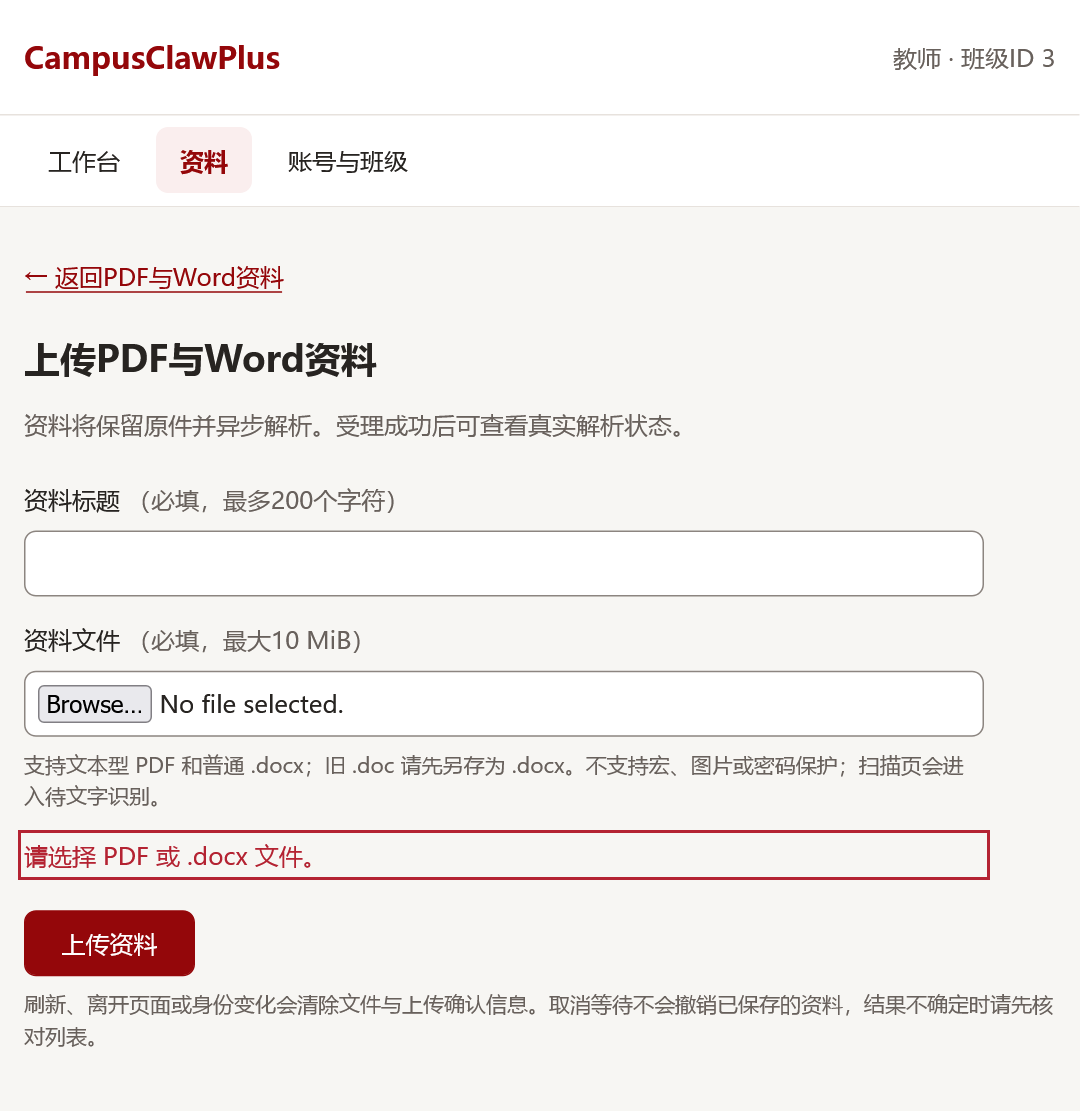 CampusClawPlus
教师 · 班级ID 3
工作台 资料 账号与班级
← 返回PDF与Word资料
上传PDF与Word资料
资料将保留原件并异步解析。受理成功后可查看真实解析状态。
资料标题 （必填，最多200个字符）
资料文件 （必填，最大10 MiB）
Browse... No file selected.
支持文本型 PDF 和普通 .docx；旧 .doc 请先另存为 .docx。不支持宏、图片或密码保护；扫描页会进
入待文字识别。
请选择 PDF 或 .docx 文件。
上传资料
刷新、离开页面或身份变化会清除文件与上传确认信息。取消等待不会撤销已保存的资料，结果不确定时请先核
对列表。